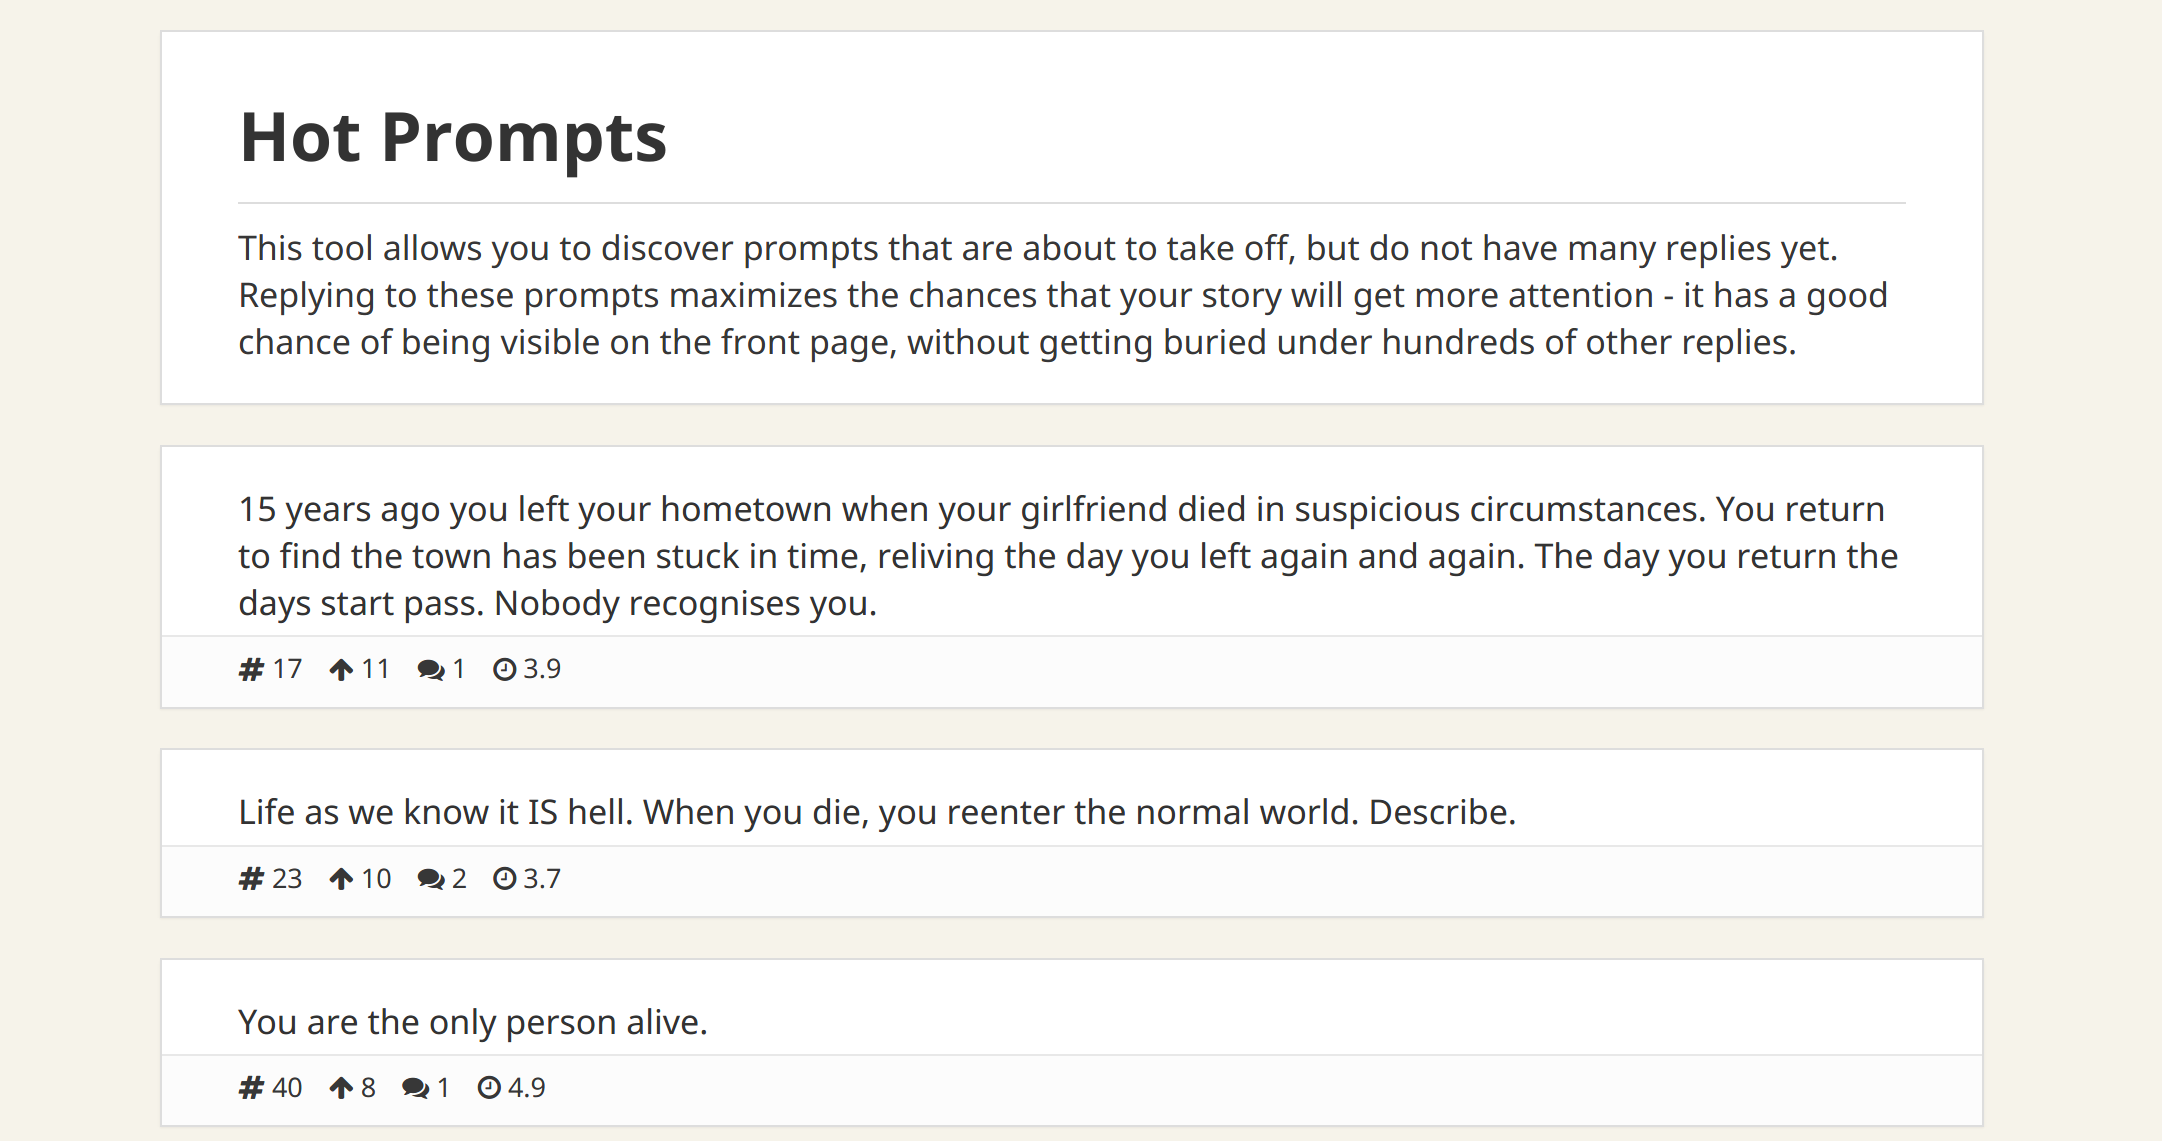 Hot Prompts
This tool allows you to discover prompts that are about to take off, but do not have many replies yet.
Replying to these prompts maximizes the chances that your story will get more attention - it has a good
chance of being visible on the front page, without getting buried under hundreds of other replies.
15 years ago you left your hometown when your girlfriend died in suspicious circumstances. You return
to find the town has been stuck in time, reliving the day you left again and again. The day you return the
days start pass. Nobody recognises you.
# 17 11 1 3.9
Life as we know it IS hell. When you die, you reenter the normal world. Describe.
# 23 10 2 3.7
You are the only person alive.
# 40 8 1 4.9